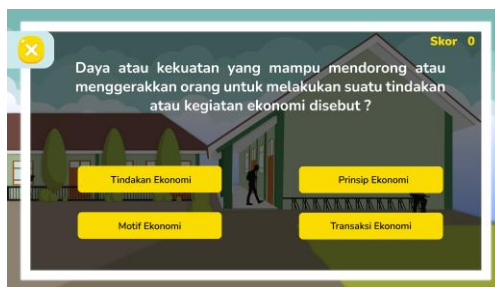 Skor 0
Daya atau kekuatan yang mampu mendorong atau
menggerakkan orang untuk melakukan suatu tindakan
atau kegiatan ekonomi disebut ?
Tindakan Ekonomi
Prinsip Ekonomi
Motif Ekonomi
Transaksi Ekonomi